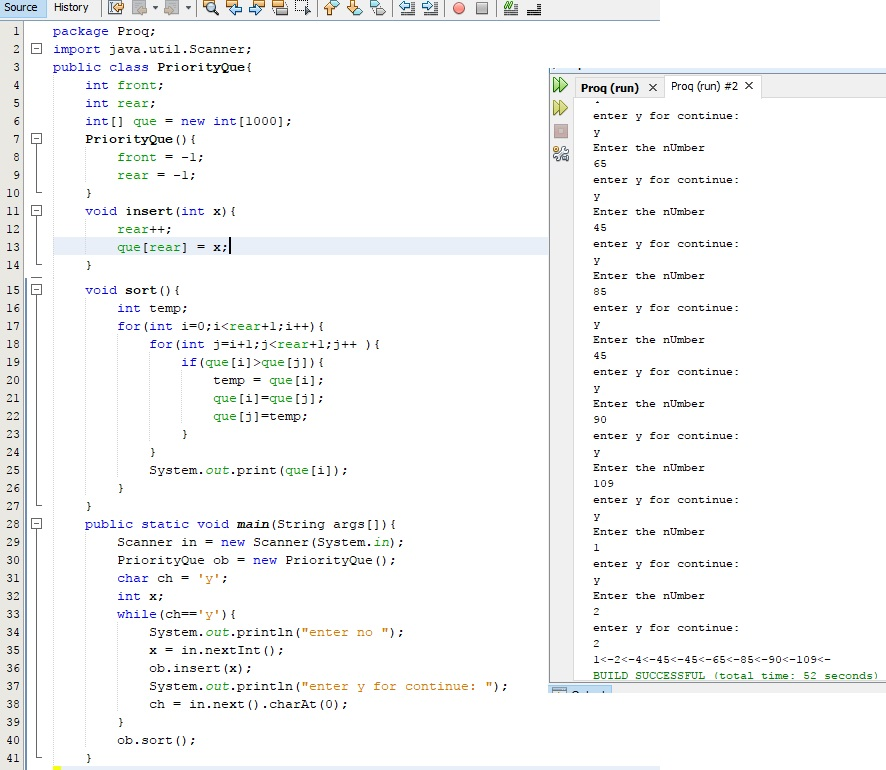 Source History
1 package Proq;
2 import java.util.Scanner;
3 public class PriorityQue{
4 int front;
5 int rear;
6 int[] que = new int[1000];
7 PriorityQue(){
8 front = -1;
9 rear = -1;
10 }
11 void insert(int x){
12 rear++;
13 que[rear] = x;
14 }
15 void sort(){
16 int temp;
17 for(int i=0;i<rear+1;i++){
18 for(int j=i+1;j<rear+1;j++ ){
19 if(que[i]>que[j]){
20 temp = que[i];
21 que[i]=que[j];
22 que[j]=temp;
23 }
24 }
25 System.out.print(que[i]);
26 }
27 }
28 public static void main(String args[]){
29 Scanner in = new Scanner(System.in);
30 PriorityQue ob = new PriorityQue();
31 char ch = 'y';
32 int x;
33 while(ch=='y'){
34 System.out.println("enter no ");
35 x = in.nextInt();
36 ob.insert(x);
37 System.out.println("enter y for continue: ");
38 ch = in.next().charAt(0);
39 }
40 ob.sort();
41 }
Proq (run) Proq (run) #2
enter y for continue:
y
Enter the nUmber
65
enter y for continue:
y
Enter the nUmber
45
enter y for continue:
y
Enter the nUmber
85
enter y for continue:
y
Enter the nUmber
45
enter y for continue:
y
Enter the nUmber
90
enter y for continue:
y
Enter the nUmber
109
enter y for continue:
y
Enter the nUmber
1
enter y for continue:
y
Enter the nUmber
2
enter y for continue:
2
1<-2<-4<-45<-45<-65<-85<-90<-109<-
BUILD SUCCESSFUL (total time: 52 seconds)